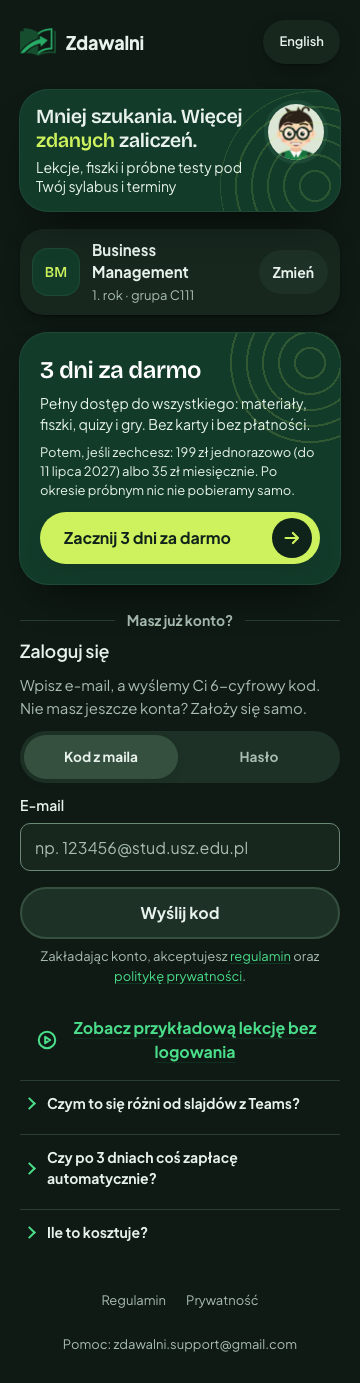 Zdawalni
English
Mniej szukania. Więcej
zdanych zaliczeń.
Lekcje, fiszki i próbne testy pod
Twój sylabus i terminy
BM
Business
Management
1. rok · grupa C111
Zmień
3 dni za darmo
Pełny dostęp do wszystkiego: materiały,
fiszki, quizy i gry. Bez karty i bez płatności.
Potem, jeśli zechcesz: 199 zł jednorazowo (do
11 lipca 2027) albo 35 zł miesięcznie. Po
okresie próbnym nic nie pobieramy samo.
Zacznij 3 dni za darmo
Masz już konto?
Zaloguj się
Wpisz e-mail, a wyślemy Ci 6-cyfrowy kod.
Nie masz jeszcze konta? Założy się samo.
Kod z maila
Hasło
E-mail
np. 123456@stud.usz.edu.pl
Wyślij kod
Zakładając konto, akceptujesz regulamin oraz
politykę prywatności.
Zobacz przykładową lekcję bez
logowania
Czym to się różni od slajdów z Teams?
Czy po 3 dniach coś zapłacę
automatycznie?
Ile to kosztuje?
Regulamin
Prywatność
Pomoc: zdawalni.support@gmail.com